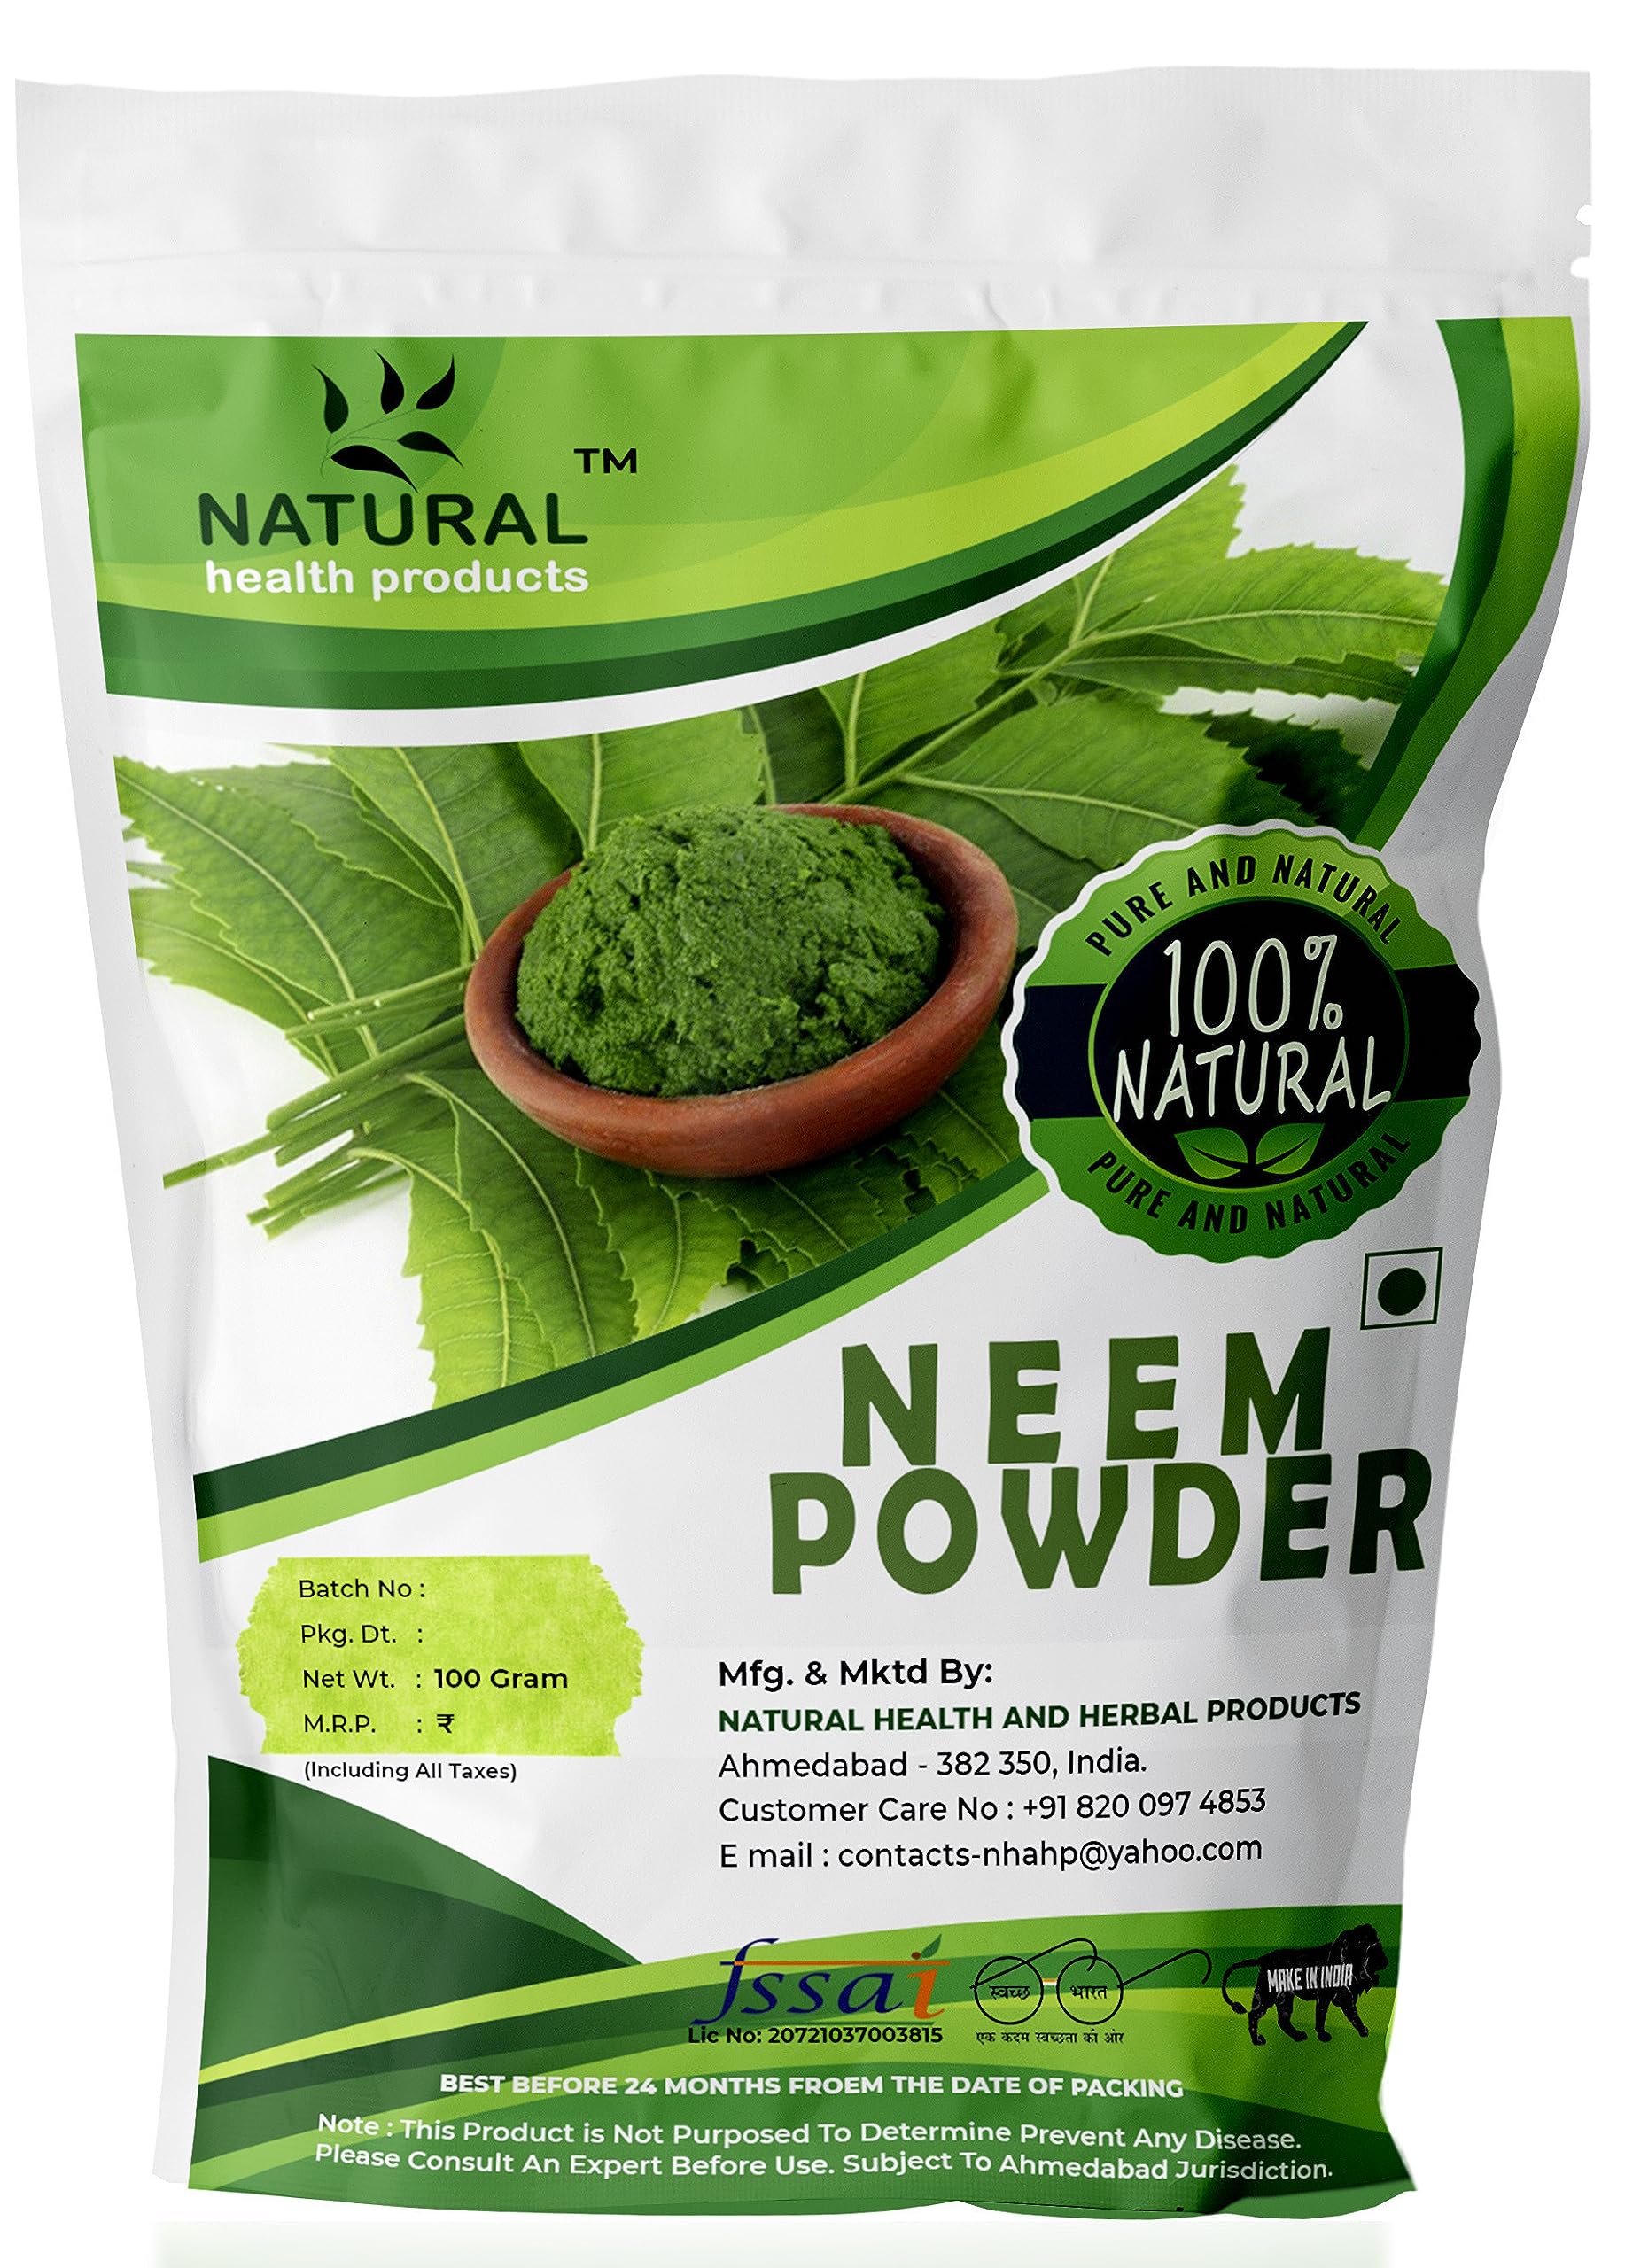 TM
NATURAL
health products
PURE AND NATURAL
100%
NATURAL
PURE AND NATURAL
NEEM
POWDER
Batch No :
Pkg. Dt. :
Net Wt. : 100 Gram
M.R.P. : ₹
(Including All Taxes)
Mfg. & Mktd By:
NATURAL HEALTH AND HERBAL PRODUCTS
Ahmedabad - 382 350, India.
Customer Care No : +91 820 097 4853
E mail : contacts-nhahp@yahoo.com
fssai
Lic No: 20721037003815
स्वच्छ भारत
एक कदम स्वच्छता की ओर
MAKE IN INDIA
BEST BEFORE 24 MONTHS FROEM THE DATE OF PACKING
Note : This Product is Not Purposed To Determine Prevent Any Disease.
Please Consult An Expert Before Use. Subject To Ahmedabad Jurisdiction.